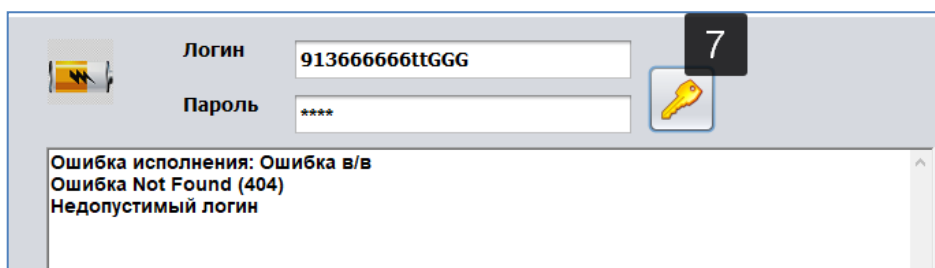 Логин
913666666ttGGG
7
Пароль
****
Ошибка исполнения: Ошибка в/в
Ошибка Not Found (404)
Недопустимый логин